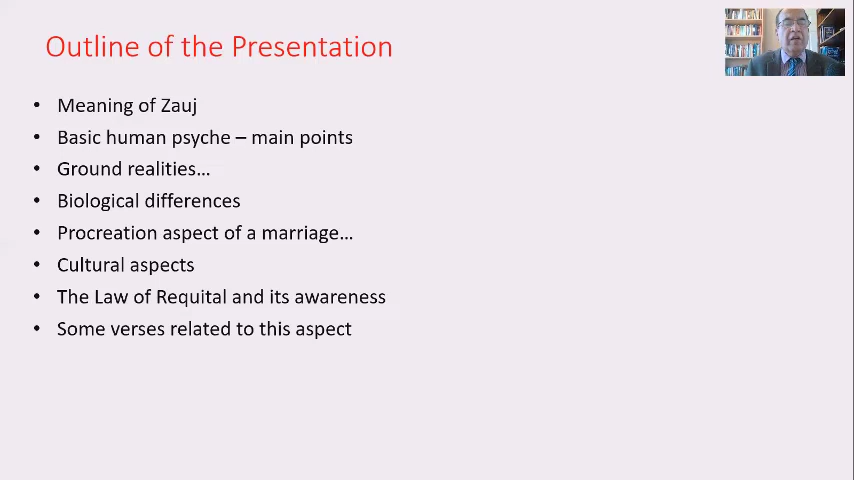 Outline of the Presentation
• Meaning of Zauj
• Basic human psyche – main points
• Ground realities…
• Biological differences
• Procreation aspect of a marriage…
• Cultural aspects
• The Law of Requital and its awareness
• Some verses related to this aspect